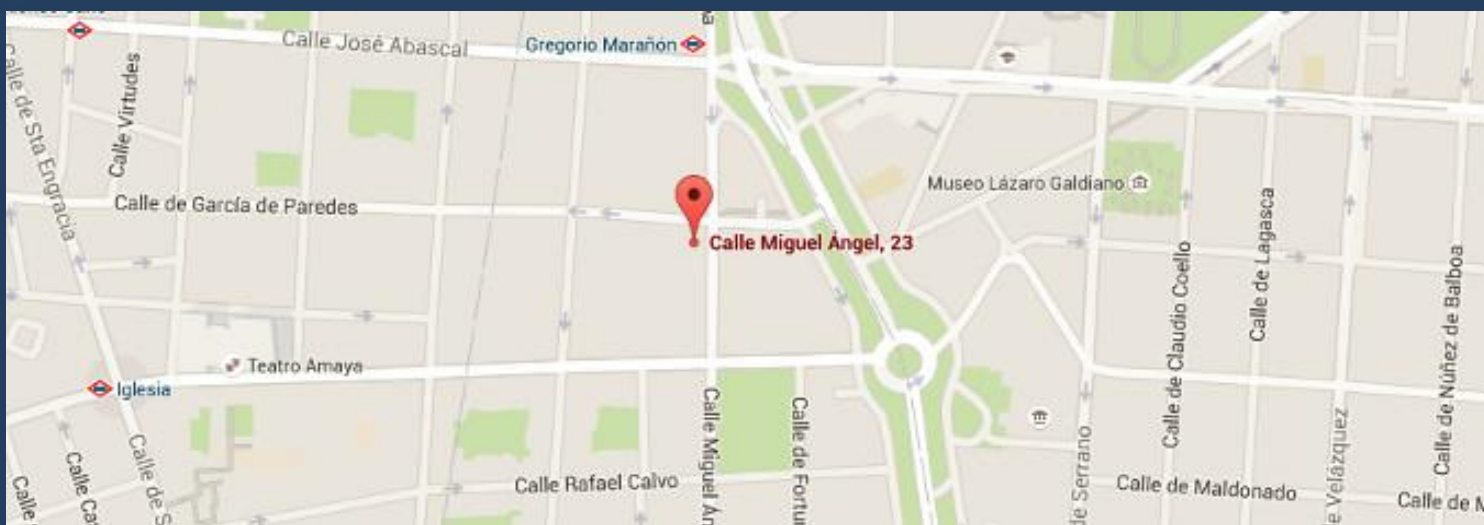 Calle José Abascal
Gregorio Marañón
Calle de Sta Engracia
Calle Virtudes
Calle de García de Paredes
Museo Lázaro Galdiano
Calle Miguel Ángel, 23
Calle de Claudio Coello
Calle de Lagasca
Calle de Núñez de Balboa
Teatro Amaya
Iglesia
Calle Miguel Án
Calle de Fortu
Calle Rafael Calvo
de Serrano
Calle de Maldonado
e Velázquez
Calle de M
Calle de S
Calle Ca
Calle